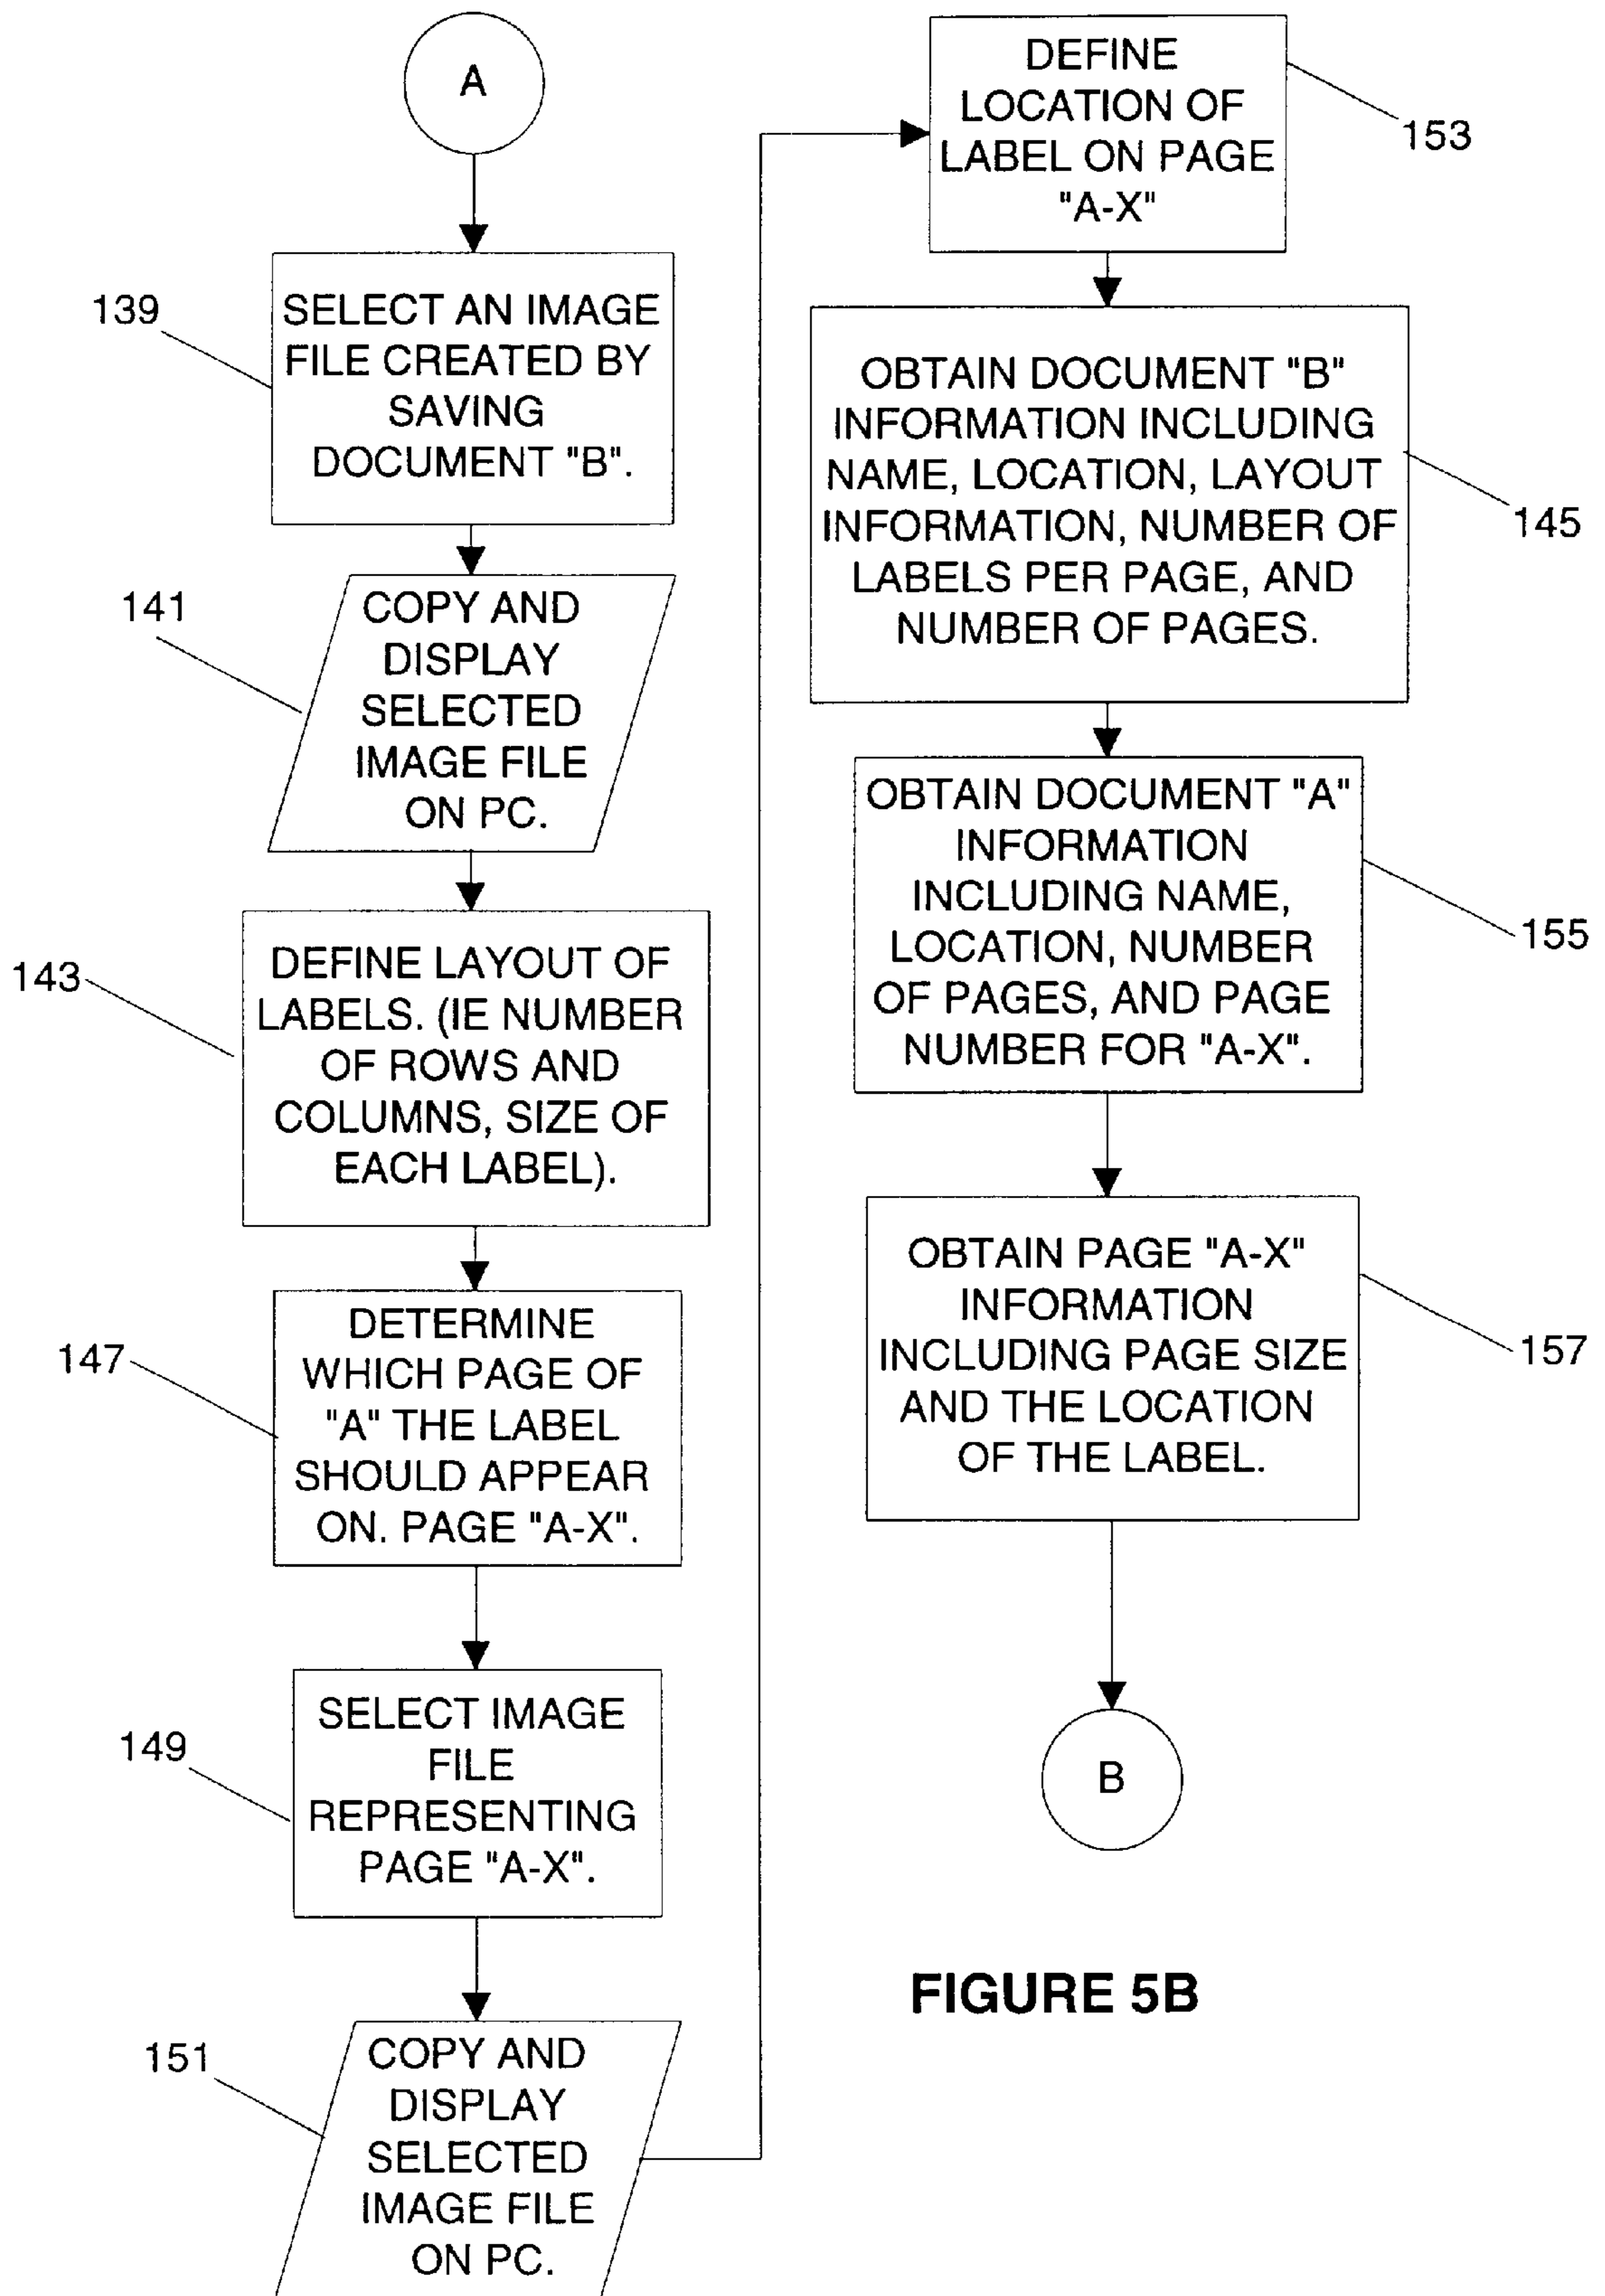 A
139
SELECT AN IMAGE
FILE CREATED BY
SAVING
DOCUMENT "B".
141
COPY AND
DISPLAY
SELECTED
IMAGE FILE
ON PC.
143
DEFINE LAYOUT OF
LABELS. (IE NUMBER
OF ROWS AND
COLUMNS, SIZE OF
EACH LABEL).
147
DETERMINE
WHICH PAGE OF
"A" THE LABEL
SHOULD APPEAR
ON. PAGE "A-X".
149
SELECT IMAGE
FILE
REPRESENTING
PAGE "A-X".
151
COPY AND
DISPLAY
SELECTED
IMAGE FILE
ON PC.
DEFINE
LOCATION OF
LABEL ON PAGE
"A-X"
153
OBTAIN DOCUMENT "B"
INFORMATION INCLUDING
NAME, LOCATION, LAYOUT
INFORMATION, NUMBER OF
LABELS PER PAGE, AND
NUMBER OF PAGES.
145
OBTAIN DOCUMENT "A"
INFORMATION
INCLUDING NAME,
LOCATION, NUMBER
OF PAGES, AND PAGE
NUMBER FOR "A-X".
155
OBTAIN PAGE "A-X"
INFORMATION
INCLUDING PAGE SIZE
AND THE LOCATION
OF THE LABEL.
157
B
FIGURE 5B